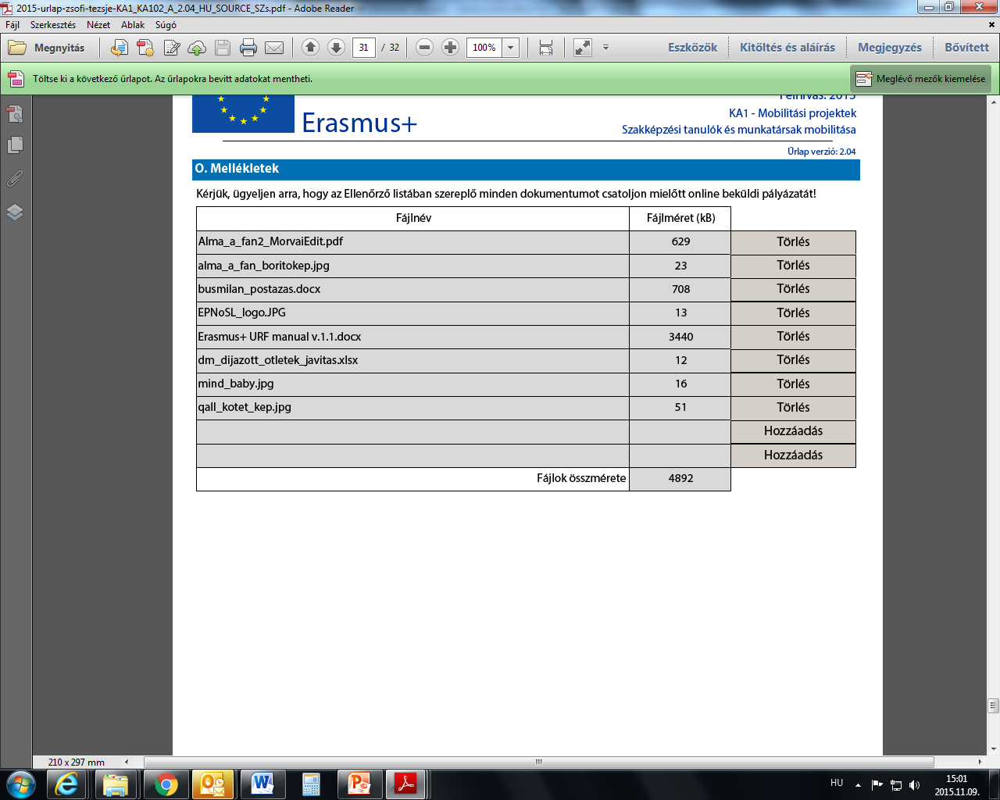 2015-urlap-zsofi-tezsje-KA1_KA102_A_2.04_HU_SOURCE_SZs.pdf - Adobe Reader
Fájl Szerkesztés Nézet Ablak Súgó
Megnyitás 31 / 32 100% Eszközök Kitöltés és aláírás Megjegyzés Bővített
Töltse ki a következő űrlapot. Az űrlapokra bevitt adatokat mentheti. Meglévő mezők kiemelése
Felhívás: 2015
Erasmus+
KA1 - Mobilitási projektek
Szakképzési tanulók és munkatársak mobilitása
Űrlap verzió: 2.04
O. Mellékletek
Kérjük, ügyeljen arra, hogy az Ellenőrző listában szereplő minden dokumentumot csatoljon mielőtt online beküldi pályázatát!
Fájlnév Fájlméret (kB)
Alma_a_fan2_MorvaiEdit.pdf 629 Törlés
alma_a_fan_boritokep.jpg 23 Törlés
busmilan_postazas.docx 708 Törlés
EPNoSL_logo.JPG 13 Törlés
Erasmus+ URF manual v.1.1.docx 3440 Törlés
dm_dijazott_otletek_javitas.xlsx 12 Törlés
mind_baby.jpg 16 Törlés
qall_kotet_kep.jpg 51 Törlés
Hozzáadás
Hozzáadás
Fájlok összmérete 4892
210 x 297 mm
HU 15:01
2015.11.09.